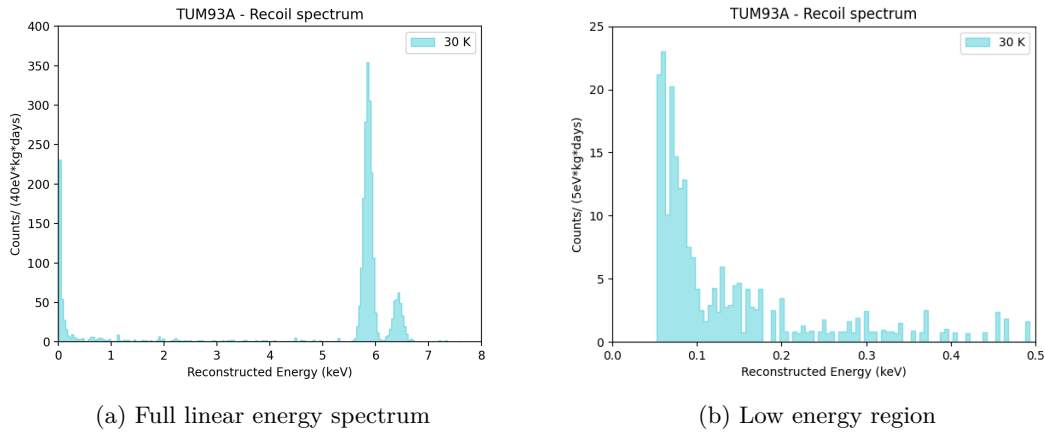 TUM93A - Recoil spectrum
400
350
300
250
200
150
100
50
0
Counts/ (40eV*kg*days)
30 K
0 1 2 3 4 5 6 7 8
Reconstructed Energy (keV)
(a) Full linear energy spectrum
TUM93A - Recoil spectrum
25
20
15
10
5
0
Counts/ (5eV*kg*days)
30 K
0.0 0.1 0.2 0.3 0.4 0.5
Reconstructed Energy (keV)
(b) Low energy region